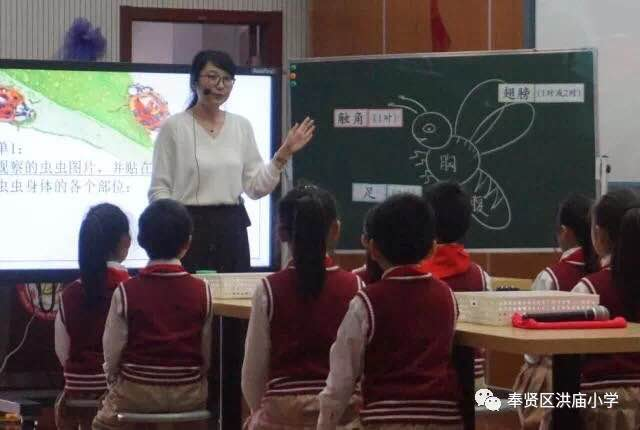 单1:
观察的虫虫图片，并贴在
虫虫身体的各个部位:
触角 (1对)
翅膀 (1对或2对)
胸
腹
足
奉贤区洪庙小学